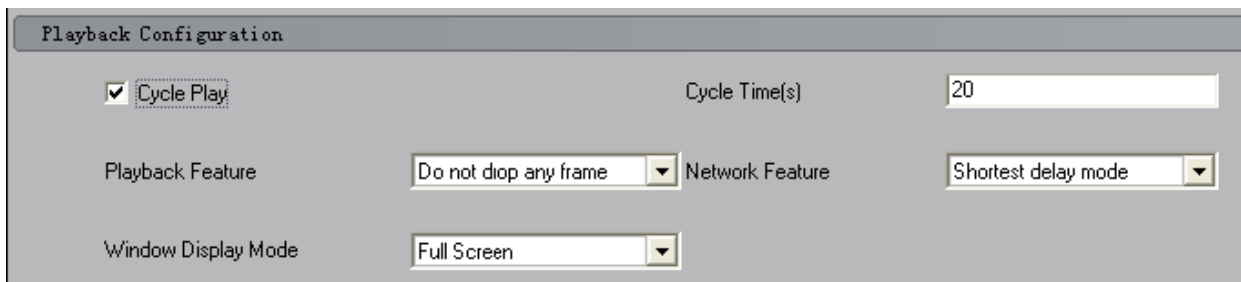 Playback Configuration
Cycle Play
Cycle Time(s)
20
Playback Feature
Do not drop any frame
Network Feature
Shortest delay mode
Window Display Mode
Full Screen